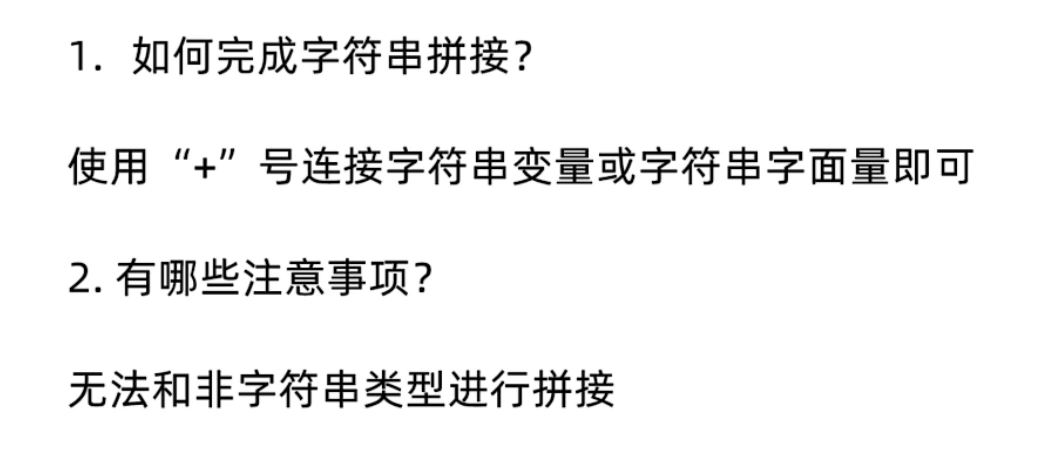 1. 如何完成字符串拼接？
使用“+”号连接字符串变量或字符串字面量即可
2. 有哪些注意事项？
无法和非字符串类型进行拼接